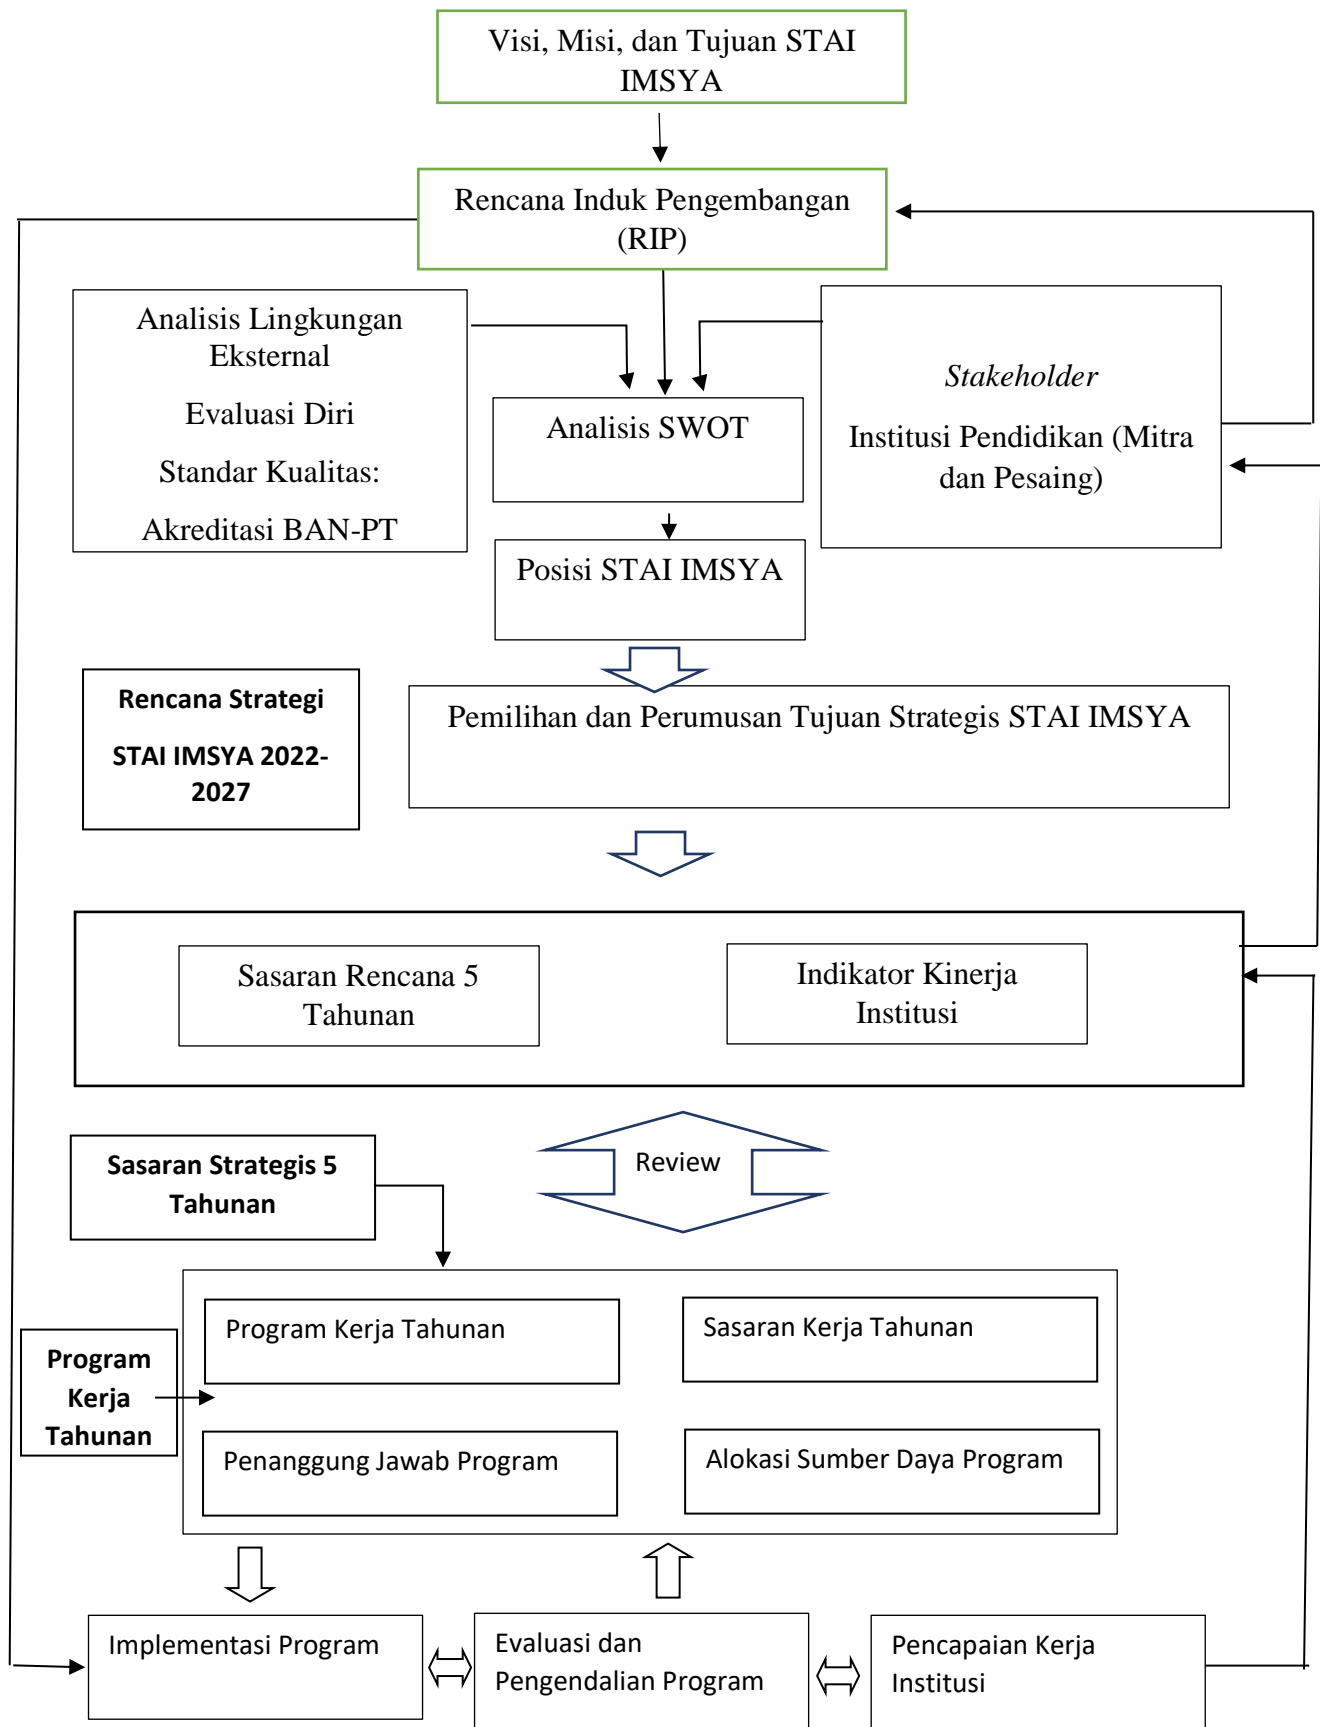 Visi, Misi, dan Tujuan STAI
IMSYA
Rencana Induk Pengembangan
(RIP)
Analisis Lingkungan
Eksternal
Evaluasi Diri
Standar Kualitas:
Akreditasi BAN-PT
Analisis SWOT
Stakeholder
Institusi Pendidikan (Mitra
dan Pesaing)
Posisi STAI IMSYA
Rencana Strategi
STAI IMSYA 2022-
2027
Pemilihan dan Perumusan Tujuan Strategis STAI IMSYA
Sasaran Rencana 5
Tahunan
Indikator Kinerja
Institusi
Review
Sasaran Strategis 5
Tahunan
Program Kerja Tahunan
Sasaran Kerja Tahunan
Program
Kerja
Tahunan
Penanggung Jawab Program
Alokasi Sumber Daya Program
Implementasi Program
Evaluasi dan
Pengendalian Program
Pencapaian Kerja
Institusi